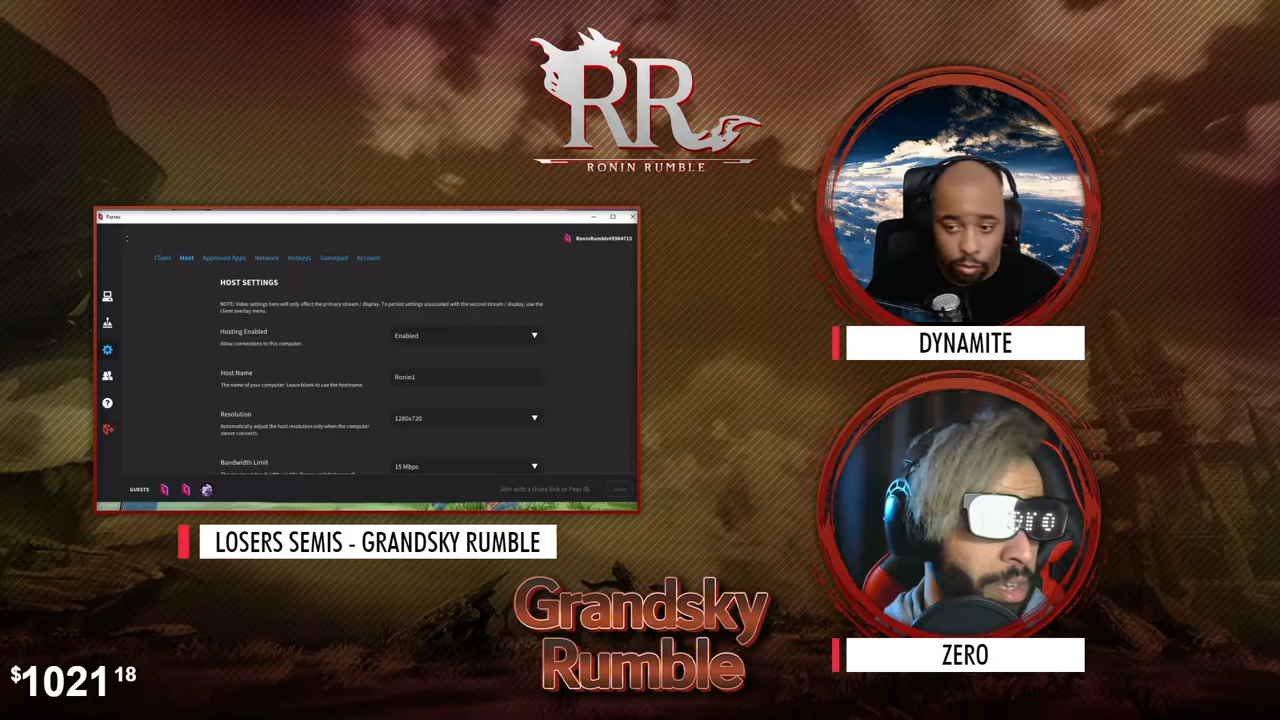 RR
RONIN RUMBLE
Parsec
RoninRumble#9964713
Client Host Approved Apps Network Hotkeys Gamepad Account
HOST SETTINGS
NOTE: Video settings here will only affect the primary stream / display. To persist settings associated with the second stream / display, use the
client overlay menu.
Hosting Enabled
Allow connections to this computer.
Enabled
Host Name
The name of your computer. Leave blank to use the hostname.
Ronin1
Resolution
Automatically adjust the host resolution only when the computer
owner connects.
1280x720
Bandwidth Limit
15 Mbps
GUESTS
Join with a share link or Peer ID.
LOSERS SEMIS - GRANDSKY RUMBLE
DYNAMITE
ZERO
Grandsky
Rumble
$1021 18